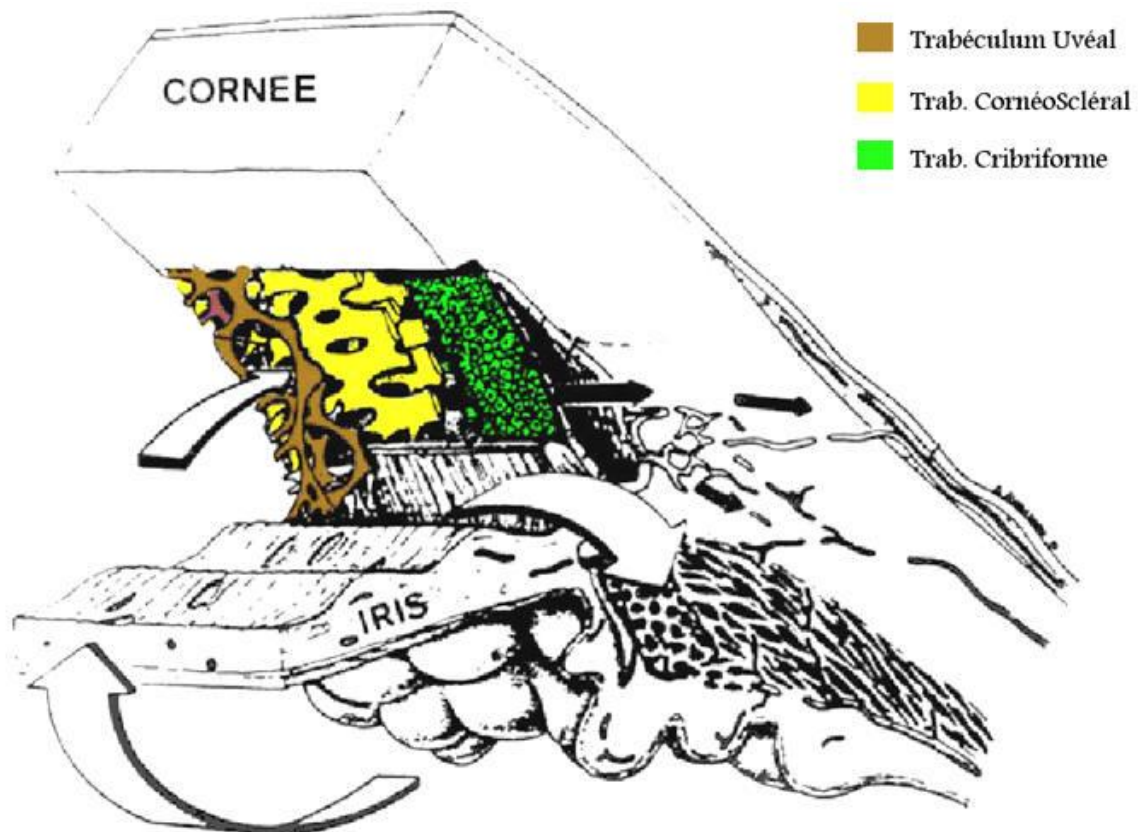 CORNEE
Trabéculum Uvéal
Trab. CornéoScléral
Trab. Cribriforme
IRIS